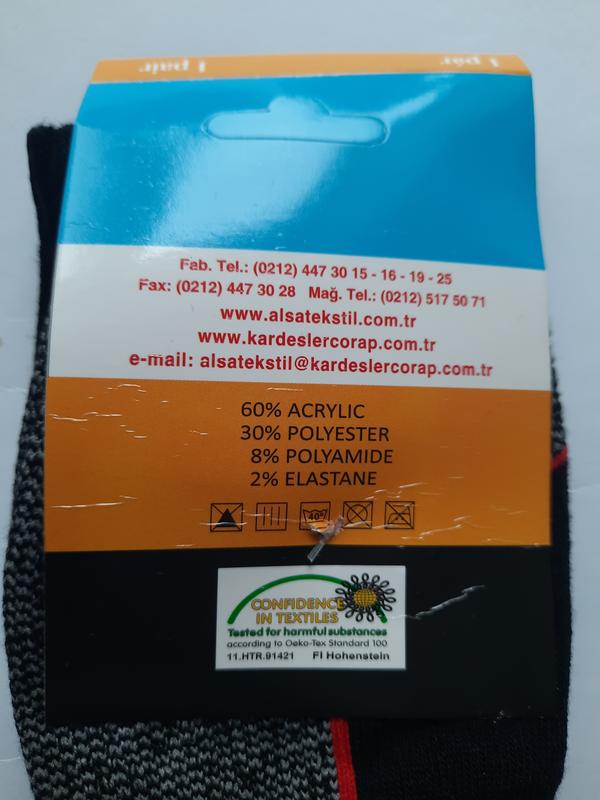 1 pair
1 pár
Fab. Tel.: (0212) 447 30 15 - 16 - 19 - 25
Fax: (0212) 447 30 28 Mağ. Tel.: (0212) 517 50 71
www.alsatekstil.com.tr
www.kardeslercorap.com.tr
e-mail: alsatekstil@kardeslercorap.com.tr
60% ACRYLIC
30% POLYESTER
8% POLYAMIDE
2% ELASTANE
40°
CONFIDENCE
IN TEXTILES
Tested for harmful substances
according to Oeko-Tex Standard 100
11.HTR.91421 FI Hohenstein